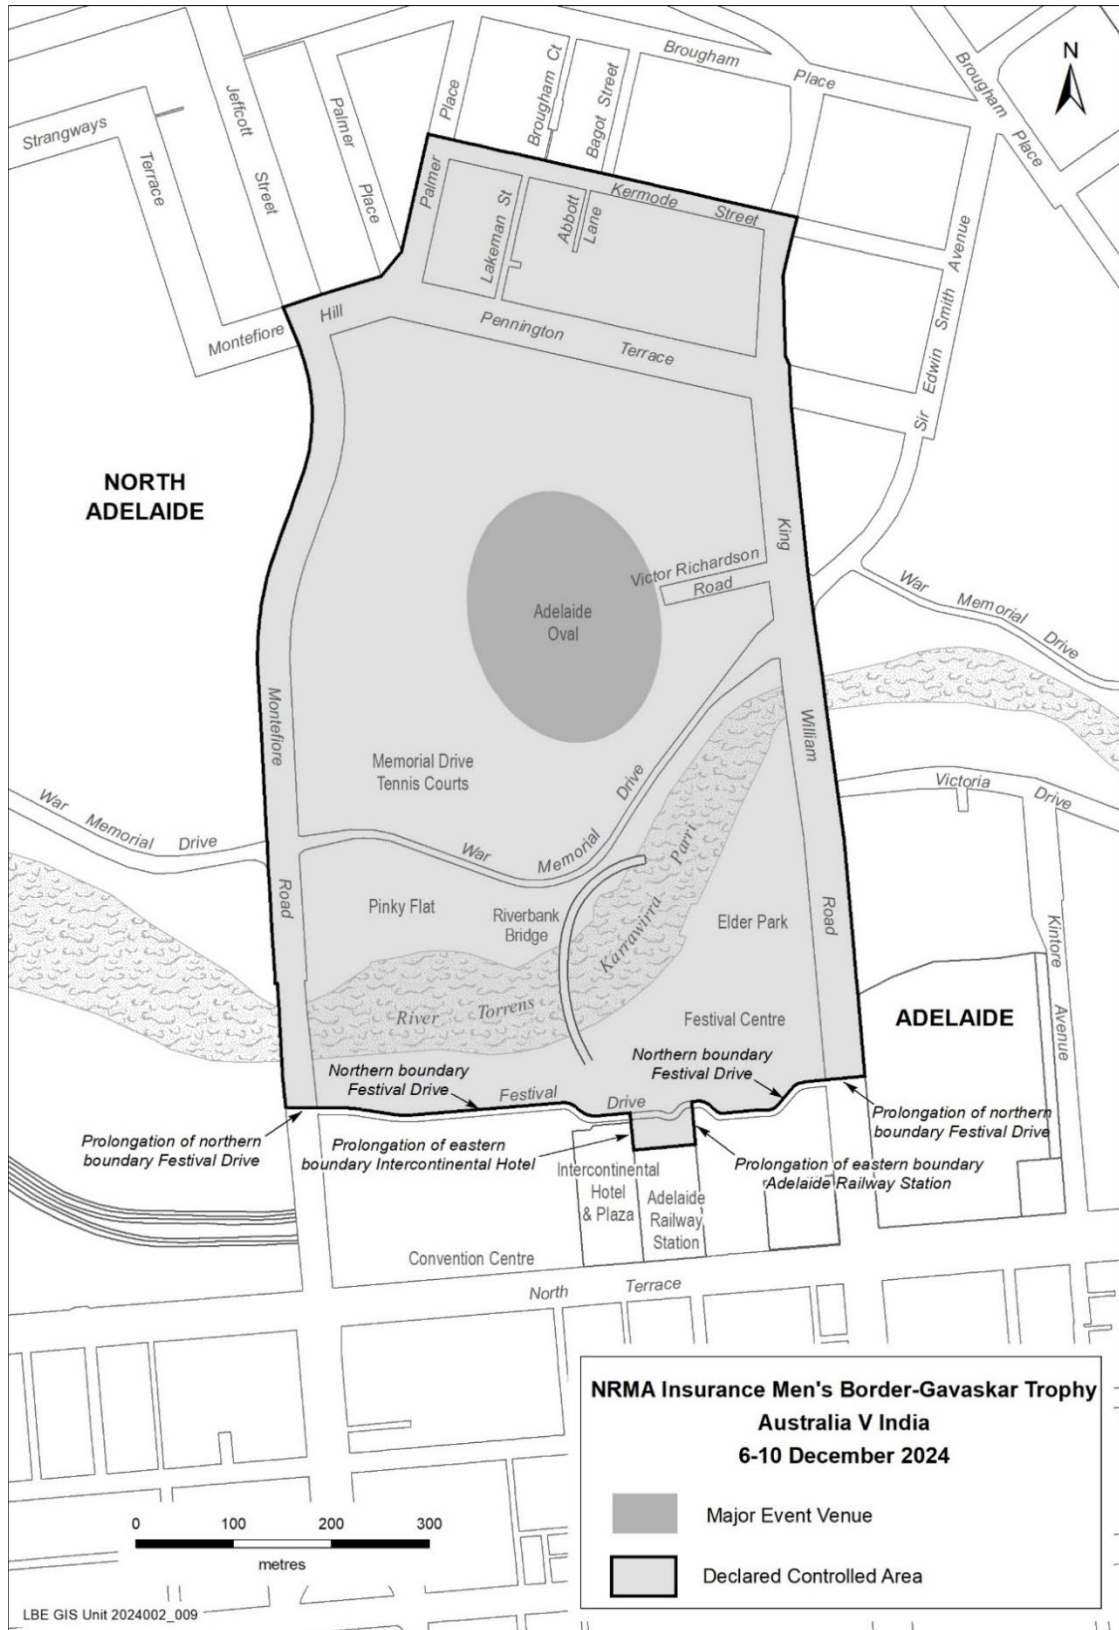 N
Brougham
Place
Brougham
Place
Brougham Ct
Bagot Street
Place
Jeffcott
Street
Palmer
Place
Strangways
Terrace
Palmer
Lakeman St
Abbott
Lane
Kermode
Street
Sir Edwin Smith Avenue
Montefiore
Hill
Pennington
Terrace
NORTH
ADELAIDE
King
Victor Richardson
Road
Adelaide
Oval
War Memorial Drive
Montefiore
William
Memorial Drive
Tennis Courts
Victoria Drive
War Memorial Drive
War Memorial Drive
Road
Pinky Flat
Riverbank
Bridge
Karrawirra Parri
Elder Park
Road
Kintore
Avenue
River Torrens
Festival Centre
ADELAIDE
Northern boundary
Festival Drive
Northern boundary
Festival Drive
Festival Drive
Prolongation of northern
boundary Festival Drive
Prolongation of eastern
boundary Intercontinental Hotel
Prolongation of northern
boundary Festival Drive
Prolongation of eastern boundary
Adelaide Railway Station
Intercontinental
Hotel
& Plaza
Adelaide
Railway
Station
Convention Centre
North Terrace
NRMA Insurance Men's Border-Gavaskar Trophy
Australia V India
6-10 December 2024
Major Event Venue
Declared Controlled Area
0 100 200 300
metres
LBE GIS Unit 2024002_009